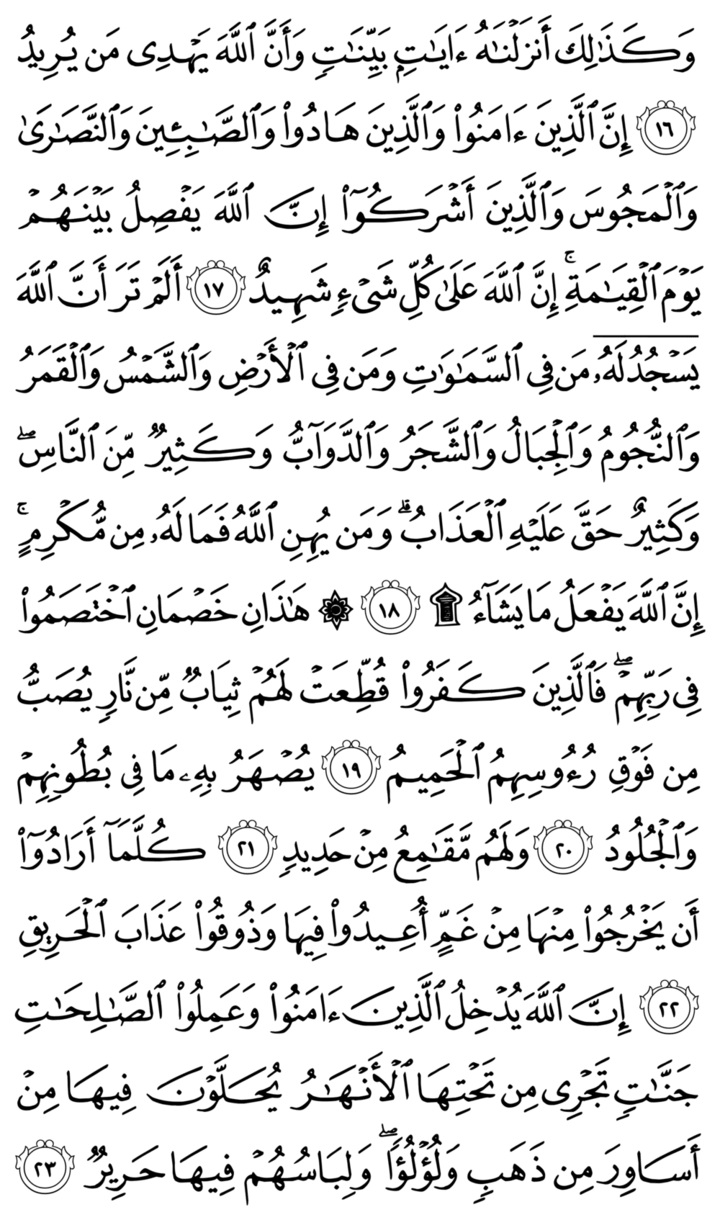 وَكَذَٰلِكَ أَنزَلْنَٰهُ ءَايَٰتٍۭ بَيِّنَٰتٍ وَأَنَّ ٱللَّهَ يَهْدِى مَن يُرِيدُ
١٦ إِنَّ ٱلَّذِينَ ءَامَنُوا۟ وَٱلَّذِينَ هَادُوا۟ وَٱلصَّٰبِـِٔينَ وَٱلنَّصَٰرَىٰ
وَٱلْمَجُوسَ وَٱلَّذِينَ أَشْرَكُوٓا۟ إِنَّ ٱللَّهَ يَفْصِلُ بَيْنَهُمْ
يَوْمَ ٱلْقِيَٰمَةِ ۚ إِنَّ ٱللَّهَ عَلَىٰ كُلِّ شَىْءٍ شَهِيدٌ ١٧ أَلَمْ تَرَ أَنَّ ٱللَّهَ
يَسْجُدُ لَهُۥ مَن فِى ٱلسَّمَٰوَٰتِ وَمَن فِى ٱلْأَرْضِ وَٱلشَّمْسُ وَٱلْقَمَرُ
وَٱلنُّجُومُ وَٱلْجِبَالُ وَٱلشَّجَرُ وَٱلدَّوَآبُّ وَكَثِيرٌ مِّنَ ٱلنَّاسِ ۖ
وَكَثِيرٌ حَقَّ عَلَيْهِ ٱلْعَذَابُ ۗ وَمَن يُهِنِ ٱللَّهُ فَمَا لَهُۥ مِن مُّكْرِمٍ ۚ
إِنَّ ٱللَّهَ يَفْعَلُ مَا يَشَآءُ ۩ ١٨ ۞ هَٰذَانِ خَصْمَانِ ٱخْتَصَمُوا۟
فِى رَبِّهِمْ ۖ فَٱلَّذِينَ كَفَرُوا۟ قُطِّعَتْ لَهُمْ ثِيَابٌ مِّن نَّارٍ يُصَبُّ
مِن فَوْقِ رُءُوسِهِمُ ٱلْحَمِيمُ ١٩ يُصْهَرُ بِهِۦ مَا فِى بُطُونِهِمْ
وَٱلْجُلُودُ ٢٠ وَلَهُم مَّقَٰمِعُ مِنْ حَدِيدٍ ٢١ كُلَّمَآ أَرَادُوٓا۟
أَن يَخْرُجُوا۟ مِنْهَا مِنْ غَمٍّ أُعِيدُوا۟ فِيهَا وَذُوقُوا۟ عَذَابَ ٱلْحَرِيقِ
٢٢ إِنَّ ٱللَّهَ يُدْخِلُ ٱلَّذِينَ ءَامَنُوا۟ وَعَمِلُوا۟ ٱلصَّٰلِحَٰتِ
جَنَّٰتٍ تَجْرِى مِن تَحْتِهَا ٱلْأَنْهَٰرُ يُحَلَّوْنَ فِيهَا مِنْ
أَسَاوِرَ مِن ذَهَبٍ وَلُؤْلُؤًا ۖ وَلِبَاسُهُمْ فِيهَا حَرِيرٌ ٢٣